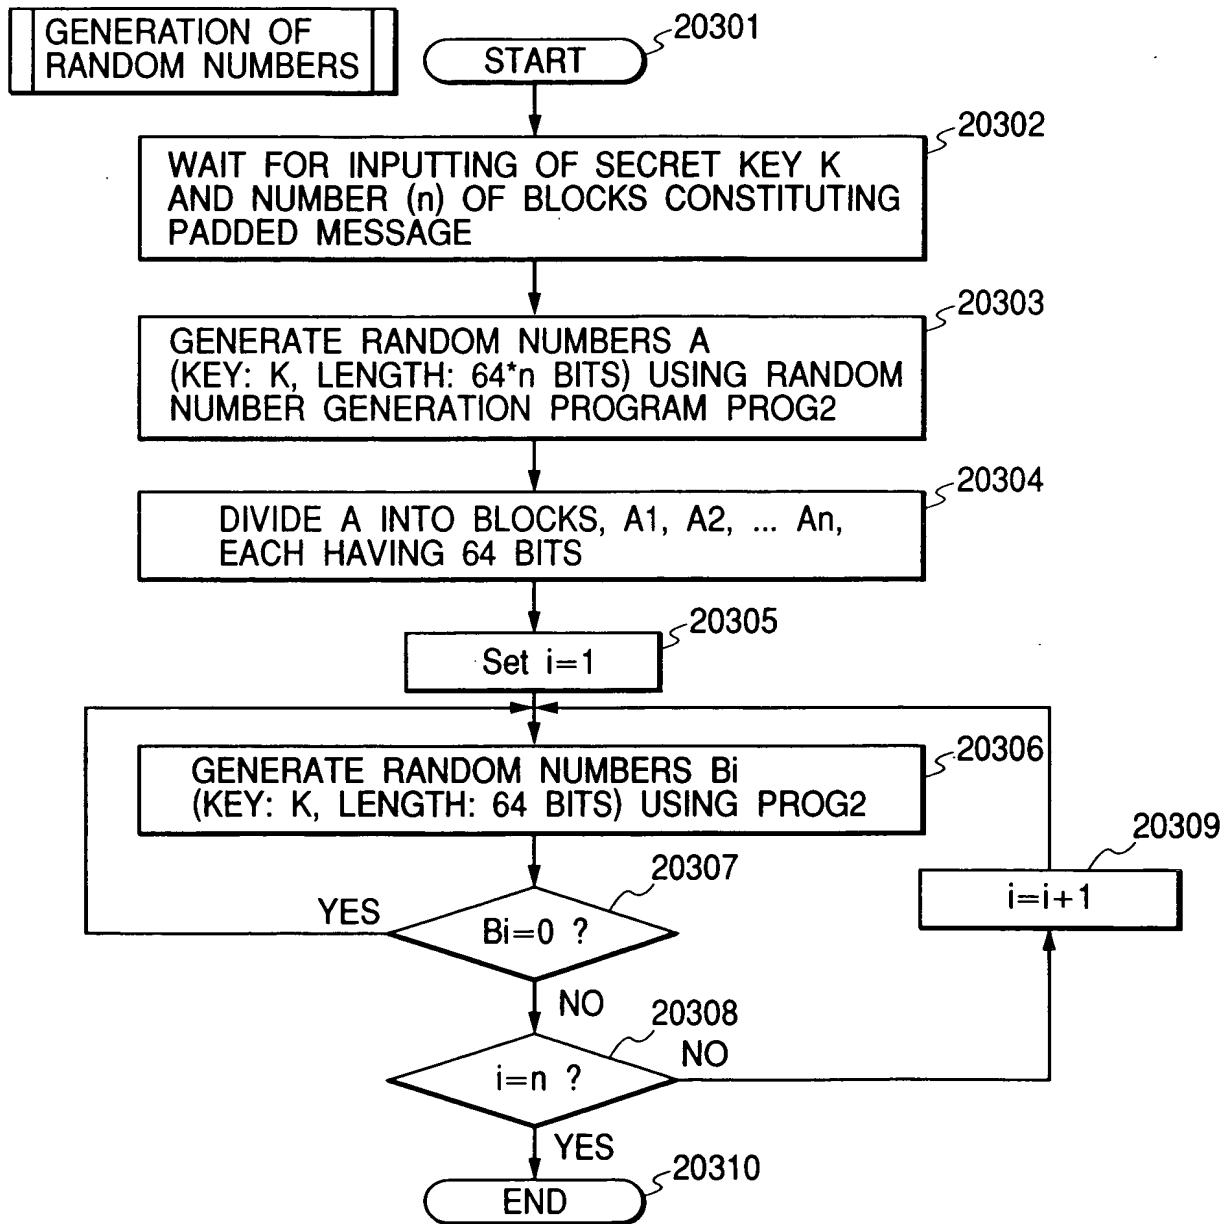 GENERATION OF
RANDOM NUMBERS
20301
START
20302
WAIT FOR INPUTTING OF SECRET KEY K
AND NUMBER (n) OF BLOCKS CONSTITUTING
PADDED MESSAGE
20303
GENERATE RANDOM NUMBERS A
(KEY: K, LENGTH: 64*n BITS) USING RANDOM
NUMBER GENERATION PROGRAM PROG2
20304
DIVIDE A INTO BLOCKS, A1, A2, ... An,
EACH HAVING 64 BITS
20305
Set i=1
20306
GENERATE RANDOM NUMBERS Bi
(KEY: K, LENGTH: 64 BITS) USING PROG2
20309
i=i+1
20307
YES
Bi=0 ?
NO
20308
NO
i=n ?
YES
20310
END